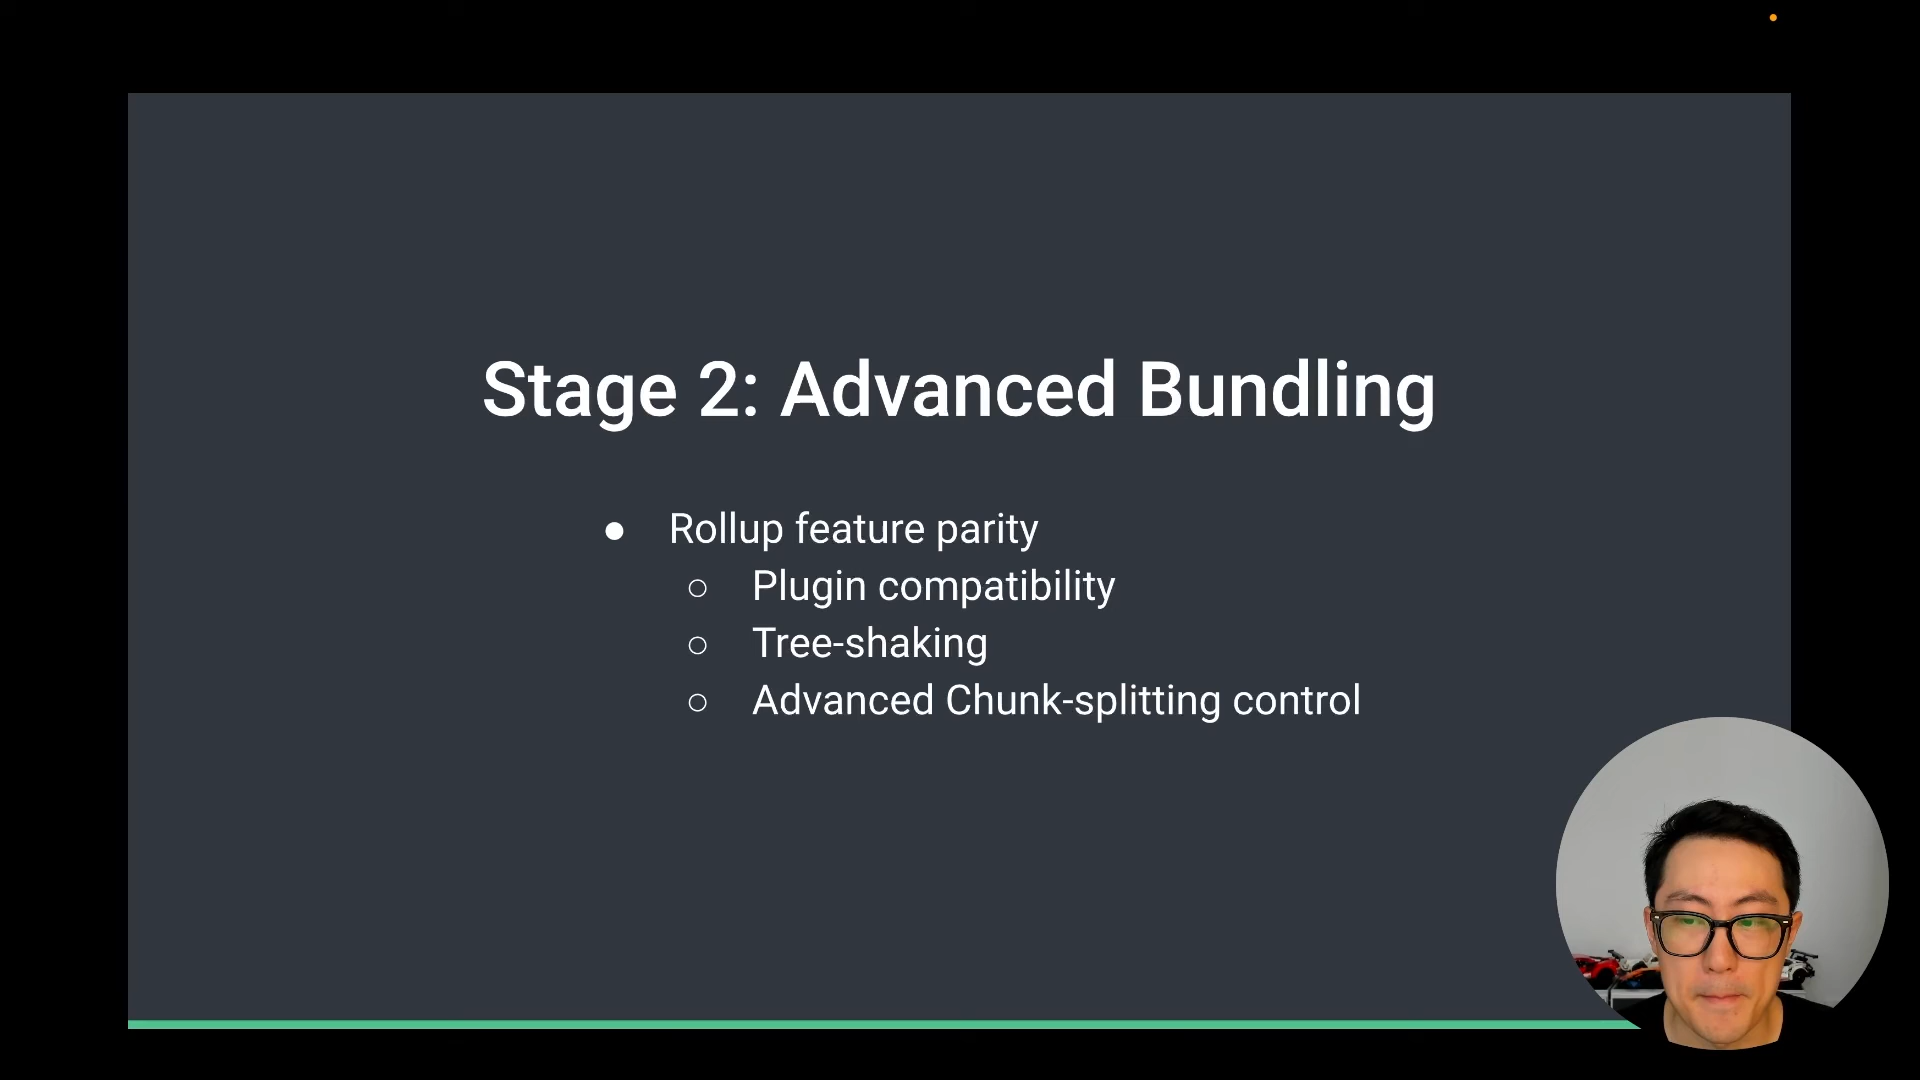 Stage 2: Advanced Bundling
● Rollup feature parity
○ Plugin compatibility
○ Tree-shaking
○ Advanced Chunk-splitting control